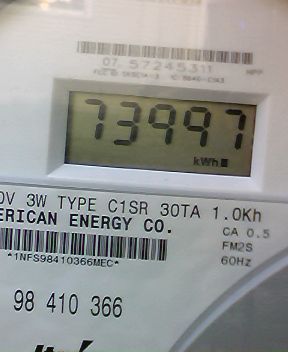 07 57245311
73997
kWh
0V 3W TYPE C1SR 30TA 1.0Kh
ERICAN ENERGY CO.
CA 0.5
FM2S
*1NFS98410366MEC*
60Hz
98 410 366